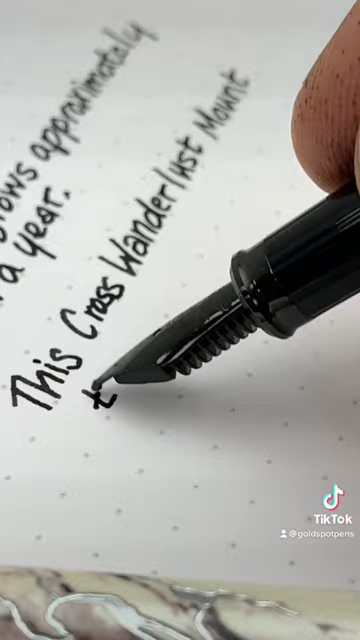 grows approximately
a year.
This Cross Wanderlust Mount
t
TikTok
@goldspotpens